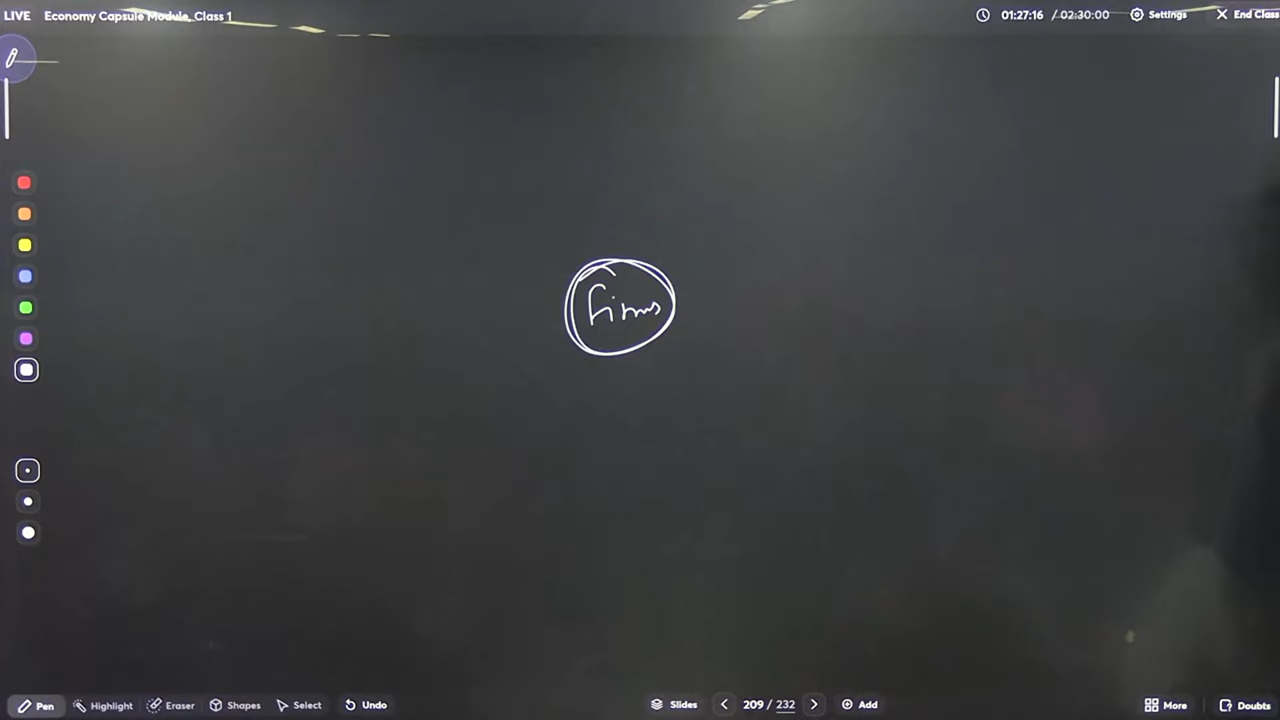 LIVE Economy Capsule Module, Class 1 01:27:16 / 02:30:00 Settings End Class
Firms
Pen Highlight Eraser Shapes Select Undo Slides 209 / 232 Add More Doubts